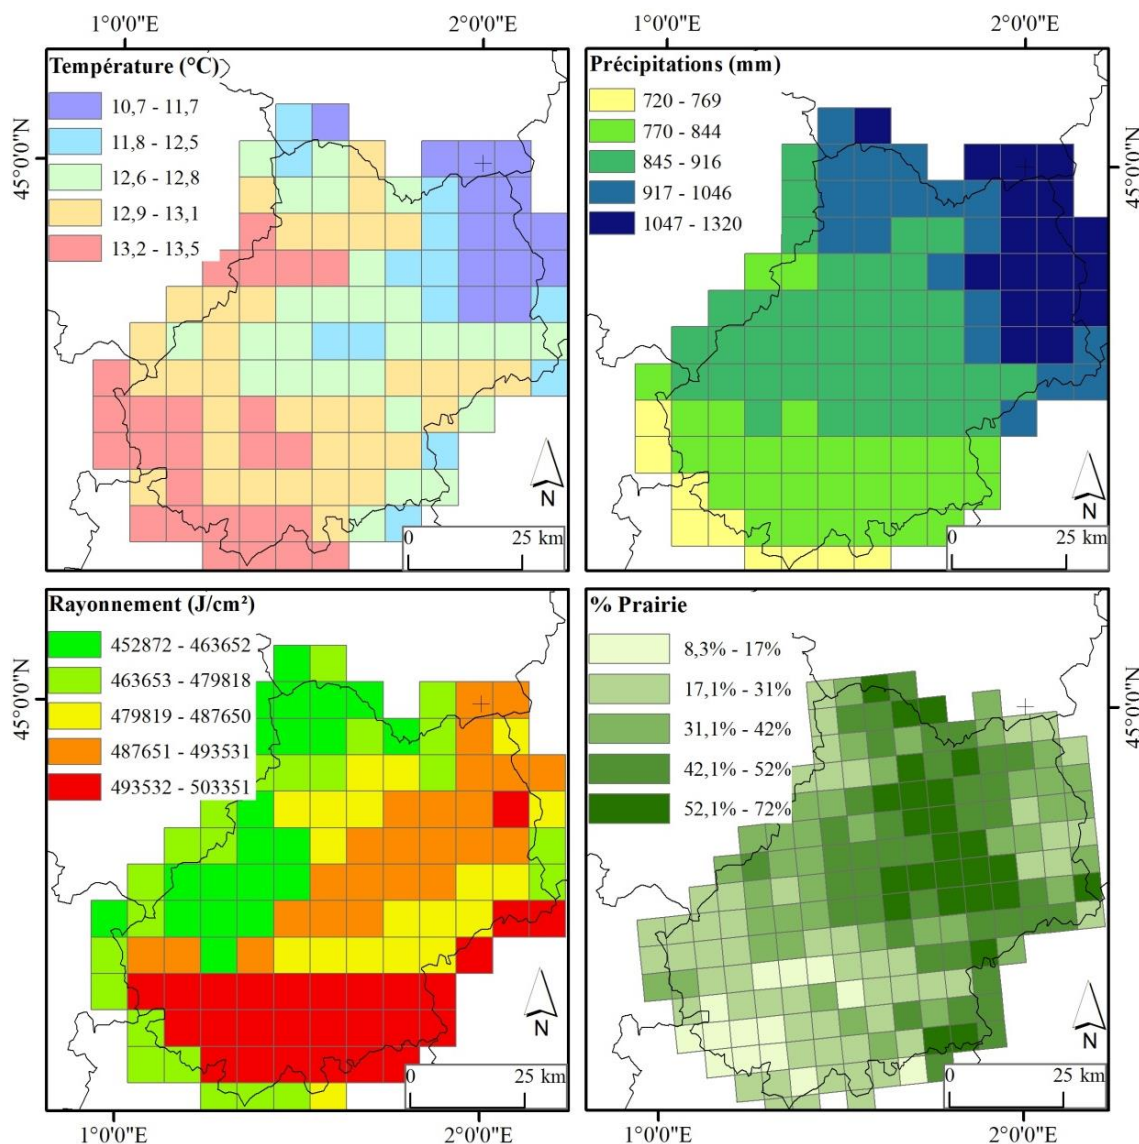 1°0'0"E
2°0'0"E
1°0'0"E
2°0'0"E
45°0'0"N
45°0'0"N
Température (°C)
10,7 - 11,7
11,8 - 12,5
12,6 - 12,8
12,9 - 13,1
13,2 - 13,5
N
0
25 km
Précipitations (mm)
720 - 769
770 - 844
845 - 916
917 - 1046
1047 - 1320
N
0
25 km
Rayonnement (J/cm²)
452872 - 463652
463653 - 479818
479819 - 487650
487651 - 493531
493532 - 503351
N
0
25 km
% Prairie
8,3% - 17%
17,1% - 31%
31,1% - 42%
42,1% - 52%
52,1% - 72%
N
0
25 km
45°0'0"N
45°0'0"N
1°0'0"E
2°0'0"E
1°0'0"E
2°0'0"E